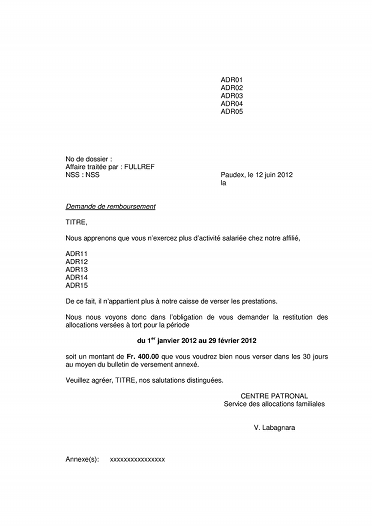 ADR01
ADR02
ADR03
ADR04
ADR05
No de dossier :
Affaire traitée par : FULLREF
NSS : NSS
Paudex, le 12 juin 2012
la
Demande de remboursement
TITRE,
Nous apprenons que vous n'exercez plus d'activité salariée chez notre affilié,
ADR11
ADR12
ADR13
ADR14
ADR15
De ce fait, il n'appartient plus à notre caisse de verser les prestations.
Nous nous voyons donc dans l'obligation de vous demander la restitution des
allocations versées à tort pour la période
du 1er janvier 2012 au 29 février 2012
soit un montant de Fr. 400.00 que vous voudrez bien nous verser dans les 30 jours
au moyen du bulletin de versement annexé.
Veuillez agréer, TITRE, nos salutations distinguées.
CENTRE PATRONAL
Service des allocations familiales
V. Labagnara
Annexe(s): xxxxxxxxxxxxxxxx